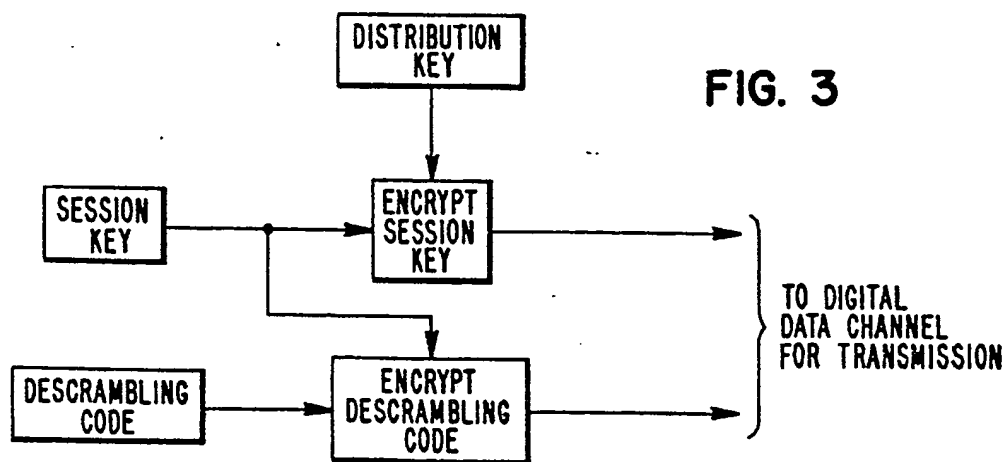 DISTRIBUTION
KEY
FIG. 3
SESSION
KEY
ENCRYPT
SESSION
KEY
TO DIGITAL
DATA CHANNEL
FOR TRANSMISSION
DESCRAMBLING
CODE
ENCRYPT
DESCRAMBLING
CODE